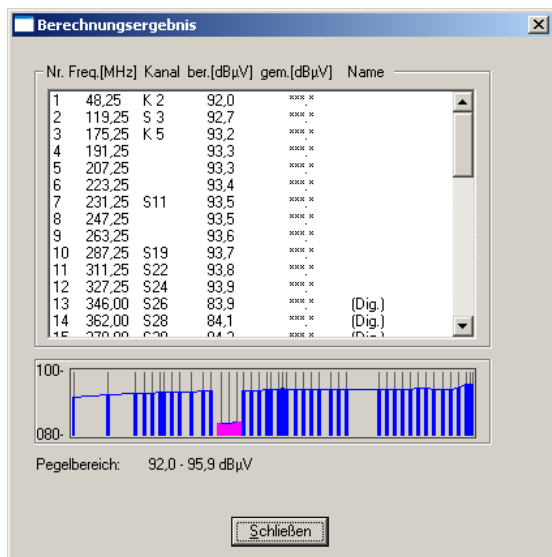 Berechnungsergebnis
Nr. Freq.[MHz] Kanal ber.[dBµV] gem.[dBµV] Name
1 48,25 K 2 92,0 ***,*
2 119,25 S 3 92,7 ***,*
3 175,25 K 5 93,2 ***,*
4 191,25 93,3 ***,*
5 207,25 93,3 ***,*
6 223,25 93,4 ***,*
7 231,25 S11 93,5 ***,*
8 247,25 93,5 ***,*
9 263,25 93,6 ***,*
10 287,25 S19 93,7 ***,*
11 311,25 S22 93,8 ***,*
12 327,25 S24 93,9 ***,*
13 346,00 S26 83,9 ***,* (Dig.)
14 362,00 S28 84,1 ***,* (Dig.)
100-
080-
Pegelbereich: 92,0 - 95,9 dBµV
Schließen